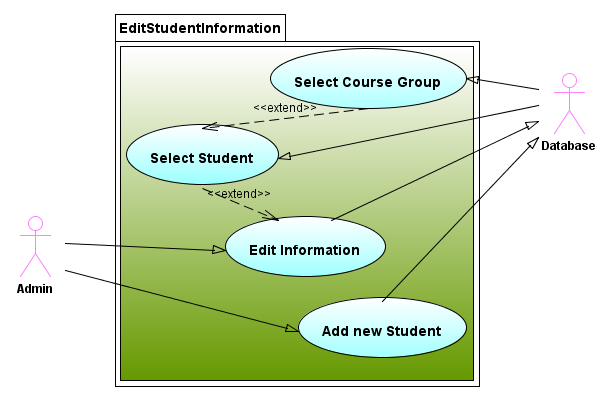 EditStudentInformation
Select Course Group
<<extend>>
Select Student
Database
<<extend>>
Edit Information
Admin
Add new Student